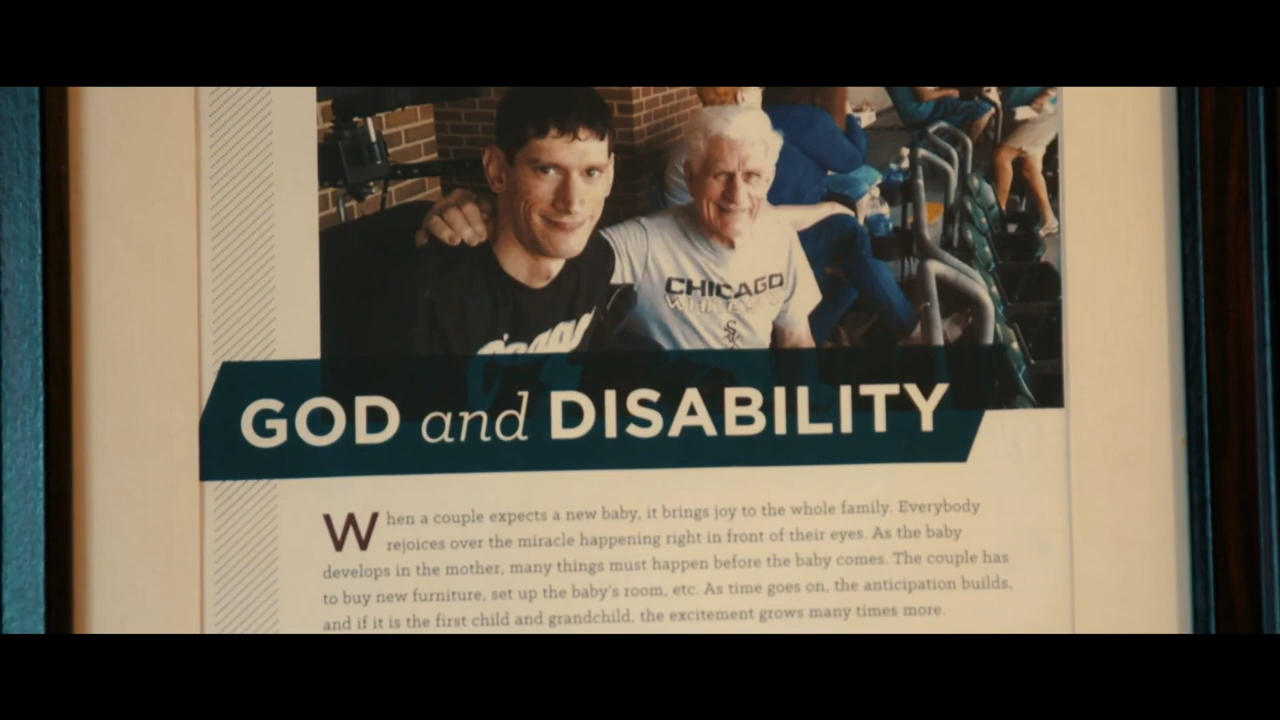 CHICAGO
WHITE SOX
GOD and DISABILITY
When a couple expects a new baby, it brings joy to the whole family. Everybody
rejoices over the miracle happening right in front of their eyes. As the baby
develops in the mother, many things must happen before the baby comes. The couple has
to buy new furniture, set up the baby's room, etc. As time goes on, the anticipation builds,
and if it is the first child and grandchild, the excitement grows many times more.